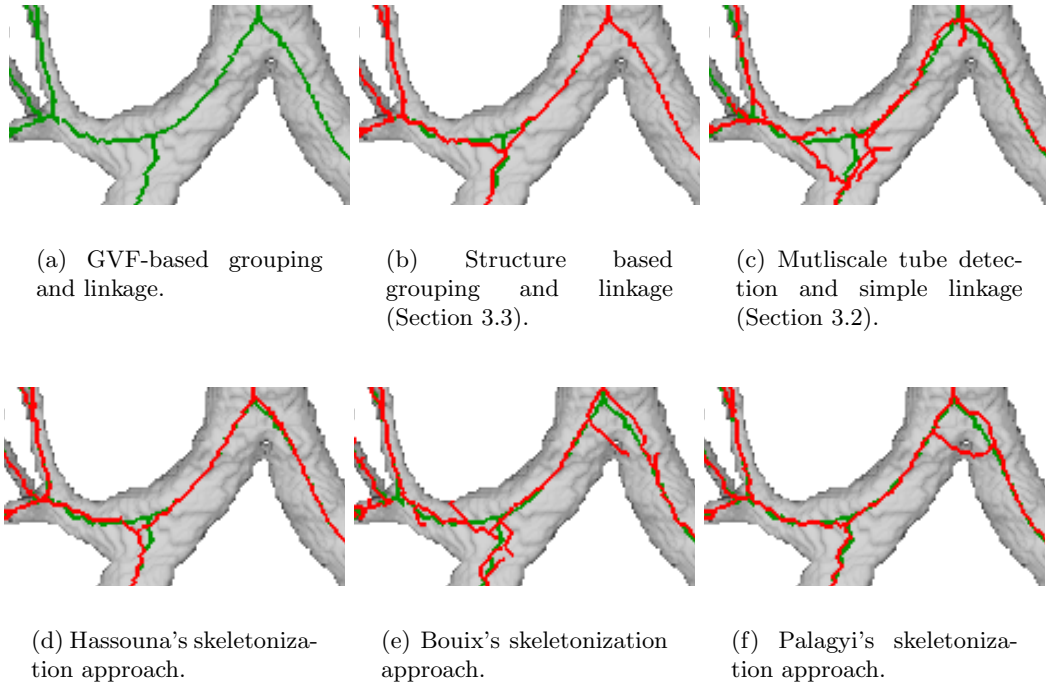 (a) GVF-based grouping
and linkage.
(b) Structure based
grouping and linkage
(Section 3.3).
(c) Mutliscale tube detec-
tion and simple linkage
(Section 3.2).
(d) Hassouna's skeletoniza-
tion approach.
(e) Bouix's skeletonization
approach.
(f) Palagyi's skeletoniza-
tion approach.